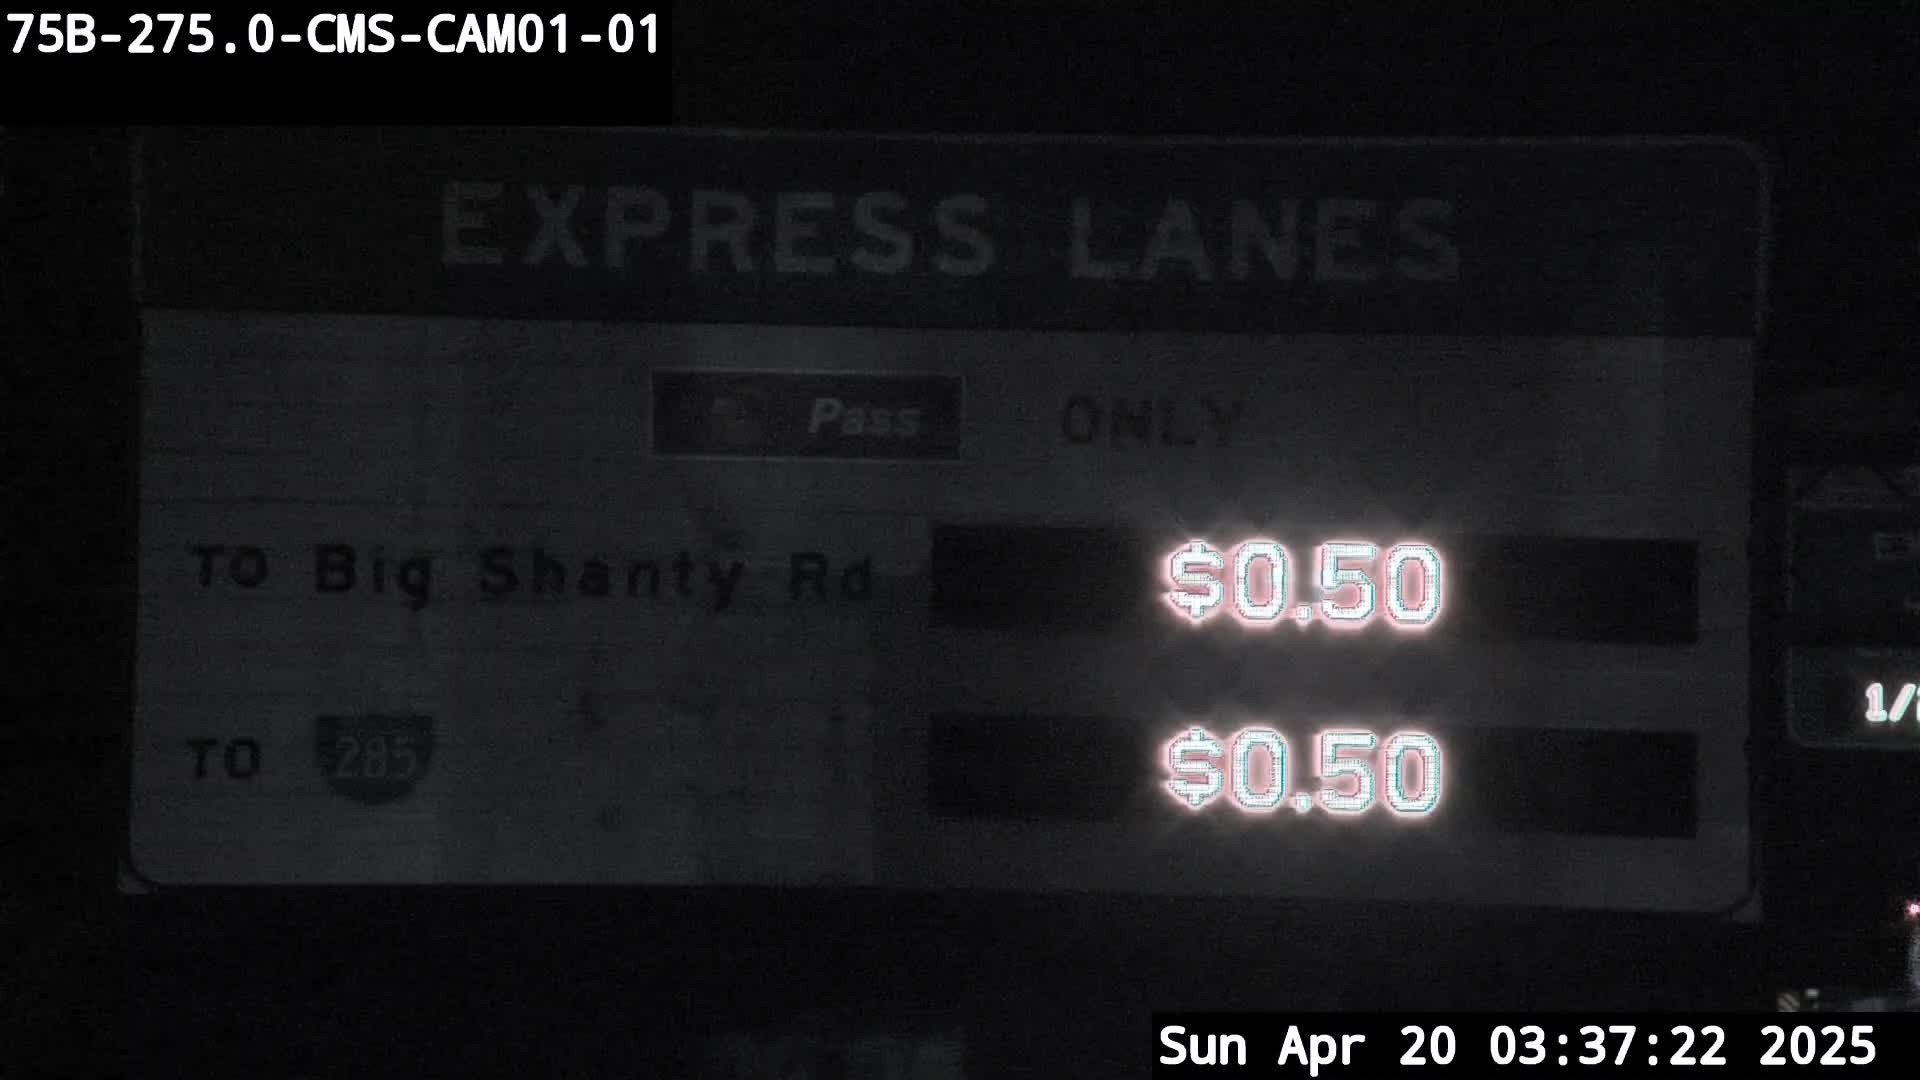 75B-275.0-CMS-CAM01-01
EXPRESS LANES
Pass ONLY
TO Big Shanty Rd $0.50
TO 285 $0.50
1/
Sun Apr 20 03:37:22 2025